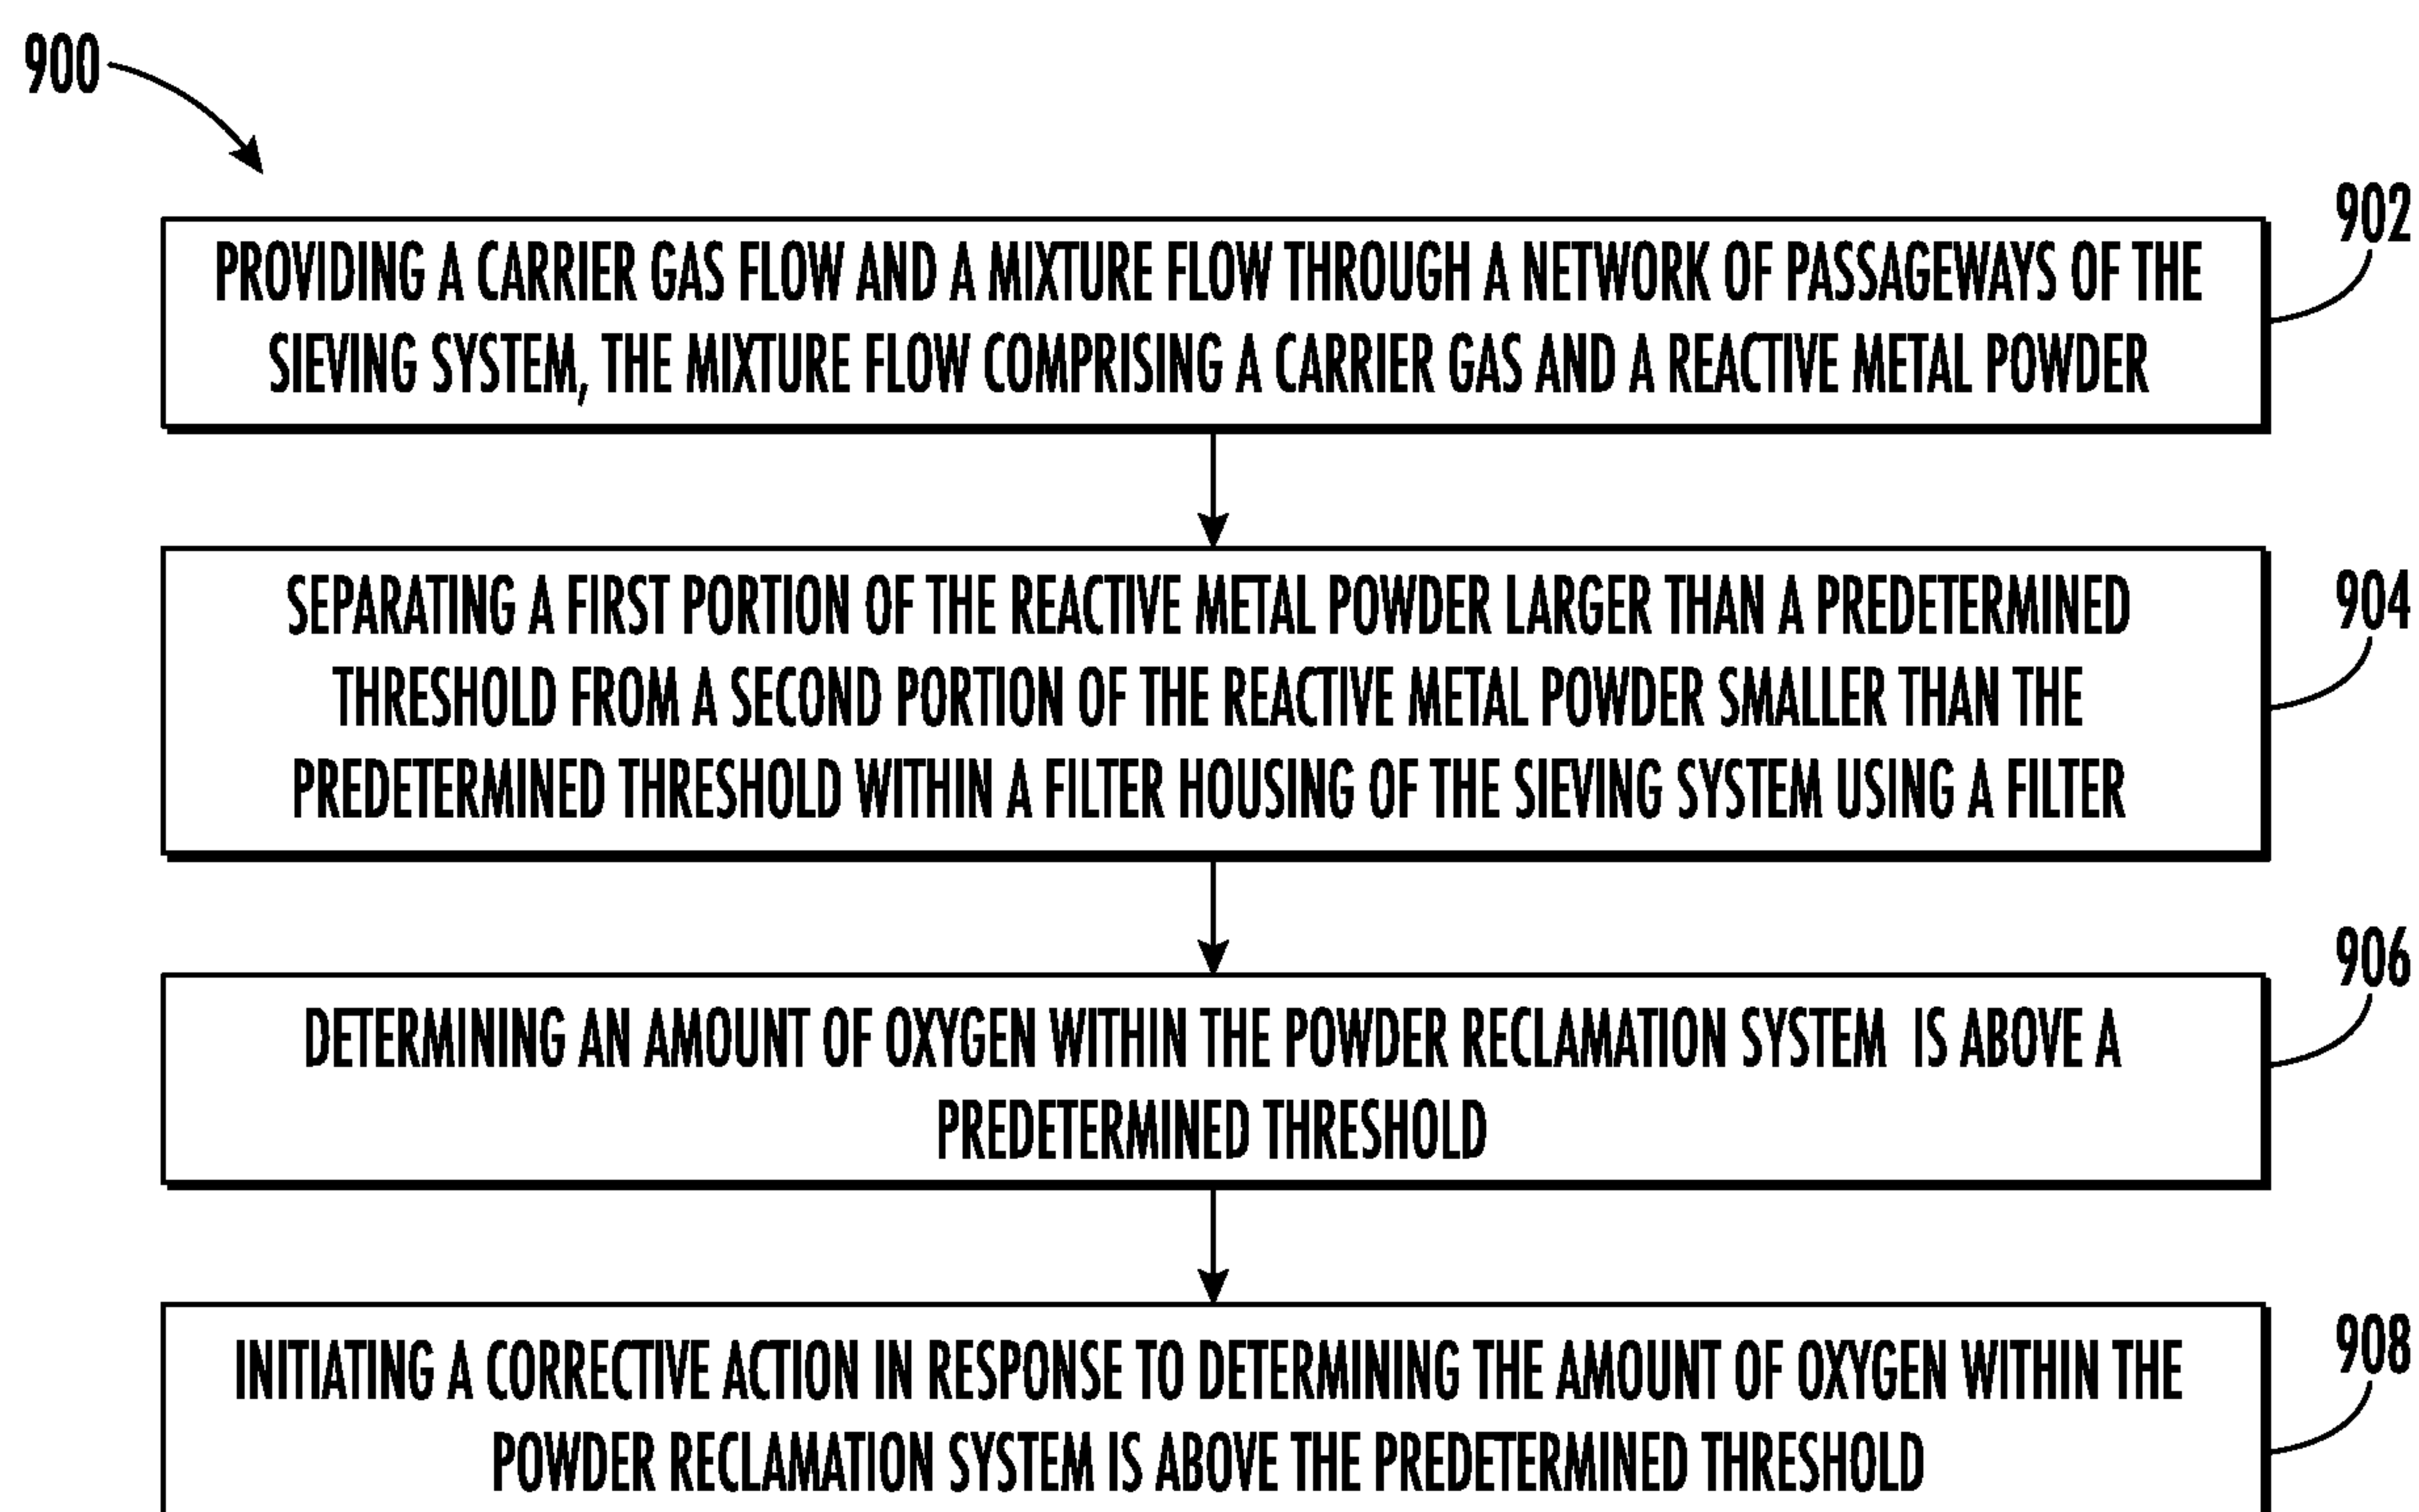 900
902
PROVIDING A CARRIER GAS FLOW AND A MIXTURE FLOW THROUGH A NETWORK OF PASSAGEWAYS OF THE
SIEVING SYSTEM, THE MIXTURE FLOW COMPRISING A CARRIER GAS AND A REACTIVE METAL POWDER
904
SEPARATING A FIRST PORTION OF THE REACTIVE METAL POWDER LARGER THAN A PREDETERMINED
THRESHOLD FROM A SECOND PORTION OF THE REACTIVE METAL POWDER SMALLER THAN THE
PREDETERMINED THRESHOLD WITHIN A FILTER HOUSING OF THE SIEVING SYSTEM USING A FILTER
906
DETERMINING AN AMOUNT OF OXYGEN WITHIN THE POWDER RECLAMATION SYSTEM IS ABOVE A
PREDETERMINED THRESHOLD
908
INITIATING A CORRECTIVE ACTION IN RESPONSE TO DETERMINING THE AMOUNT OF OXYGEN WITHIN THE
POWDER RECLAMATION SYSTEM IS ABOVE THE PREDETERMINED THRESHOLD